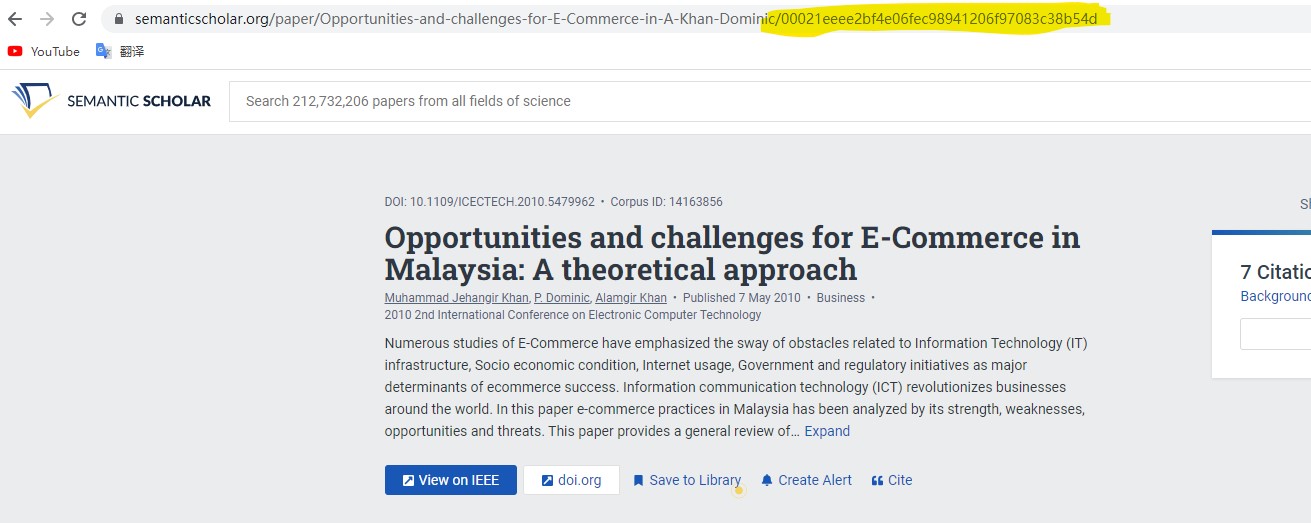 semanticscholar.org/paper/Opportunities-and-challenges-for-E-Commerce-in-A-Khan-Dominic/00021eeee2bf4e06fec98941206f97083c38b54d
YouTube 翻译
SEMANTIC SCHOLAR
Search 212,732,206 papers from all fields of science
DOI: 10.1109/ICECTECH.2010.5479962 • Corpus ID: 14163856
Opportunities and challenges for E-Commerce in
Malaysia: A theoretical approach
Muhammad Jehangir Khan, P. Dominic, Alamgir Khan • Published 7 May 2010 • Business •
2010 2nd International Conference on Electronic Computer Technology
Numerous studies of E-Commerce have emphasized the sway of obstacles related to Information Technology (IT)
infrastructure, Socio economic condition, Internet usage, Government and regulatory initiatives as major
determinants of ecommerce success. Information communication technology (ICT) revolutionizes businesses
around the world. In this paper e-commerce practices in Malaysia has been analyzed by its strength, weaknesses,
opportunities and threats. This paper provides a general review of… Expand
View on IEEE doi.org Save to Library Create Alert Cite
7 Citatio
Background